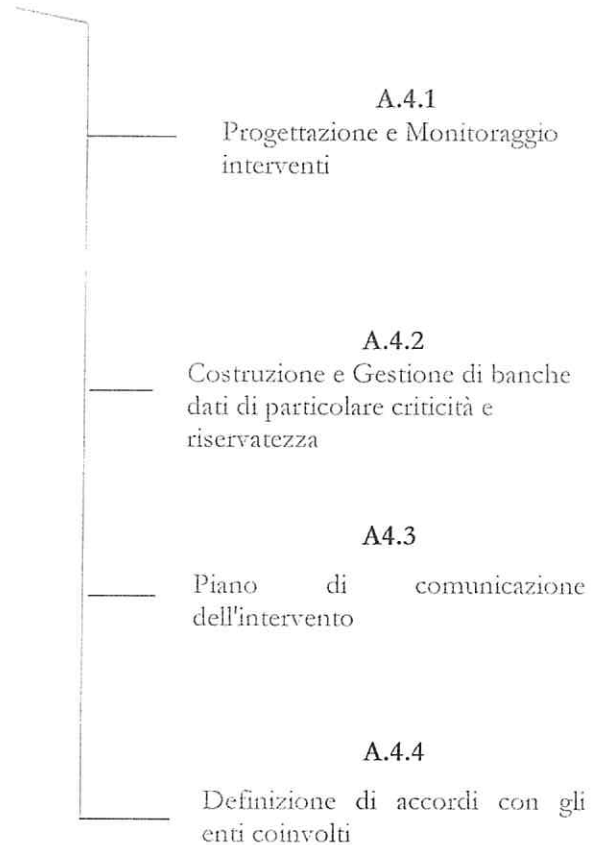 A.4.1
Progettazione e Monitoraggio
interventi
A.4.2
Costruzione e Gestione di banche
dati di particolare criticità e
riservatezza
A4.3
Piano di comunicazione
dell'intervento
A.4.4
Definizione di accordi con gli
enti coinvolti